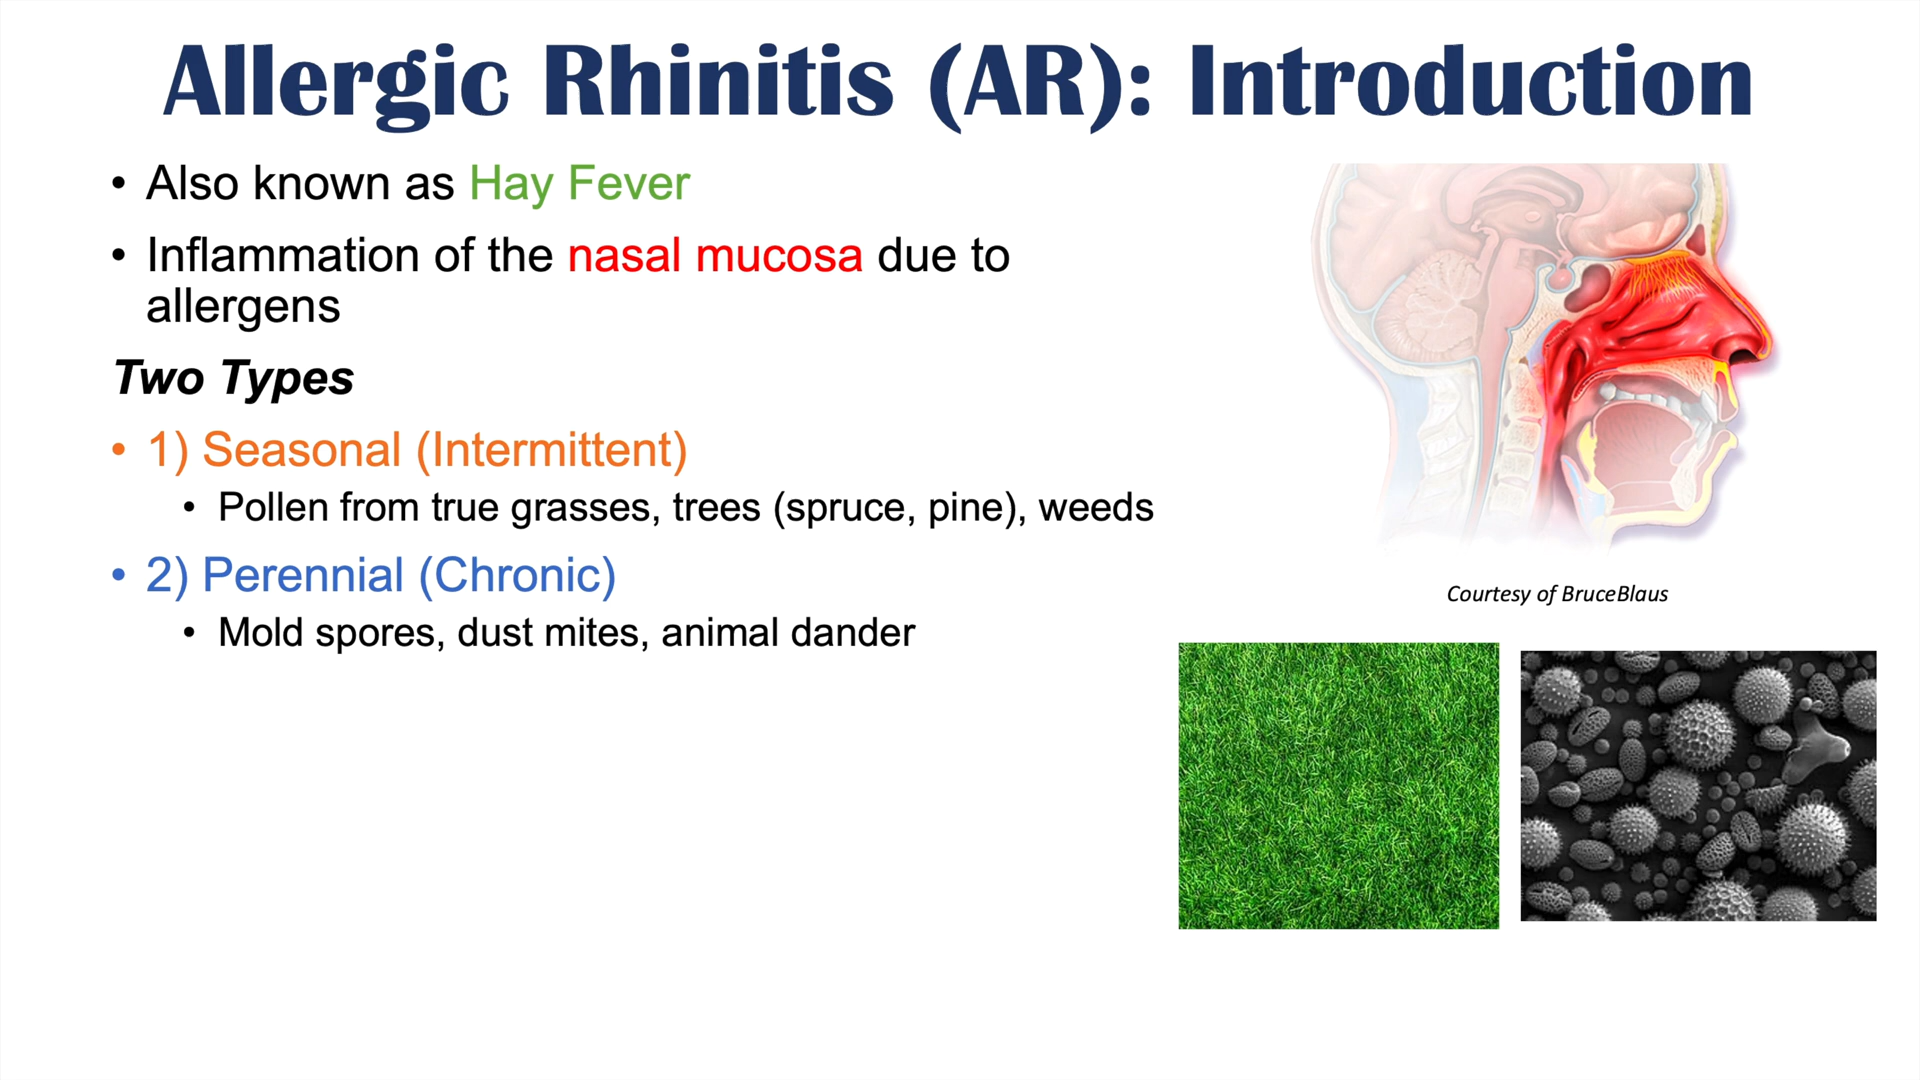 Allergic Rhinitis (AR): Introduction
• Also known as Hay Fever
• Inflammation of the nasal mucosa due to
allergens
Two Types
• 1) Seasonal (Intermittent)
• Pollen from true grasses, trees (spruce, pine), weeds
• 2) Perennial (Chronic)
• Mold spores, dust mites, animal dander
Courtesy of BruceBlaus